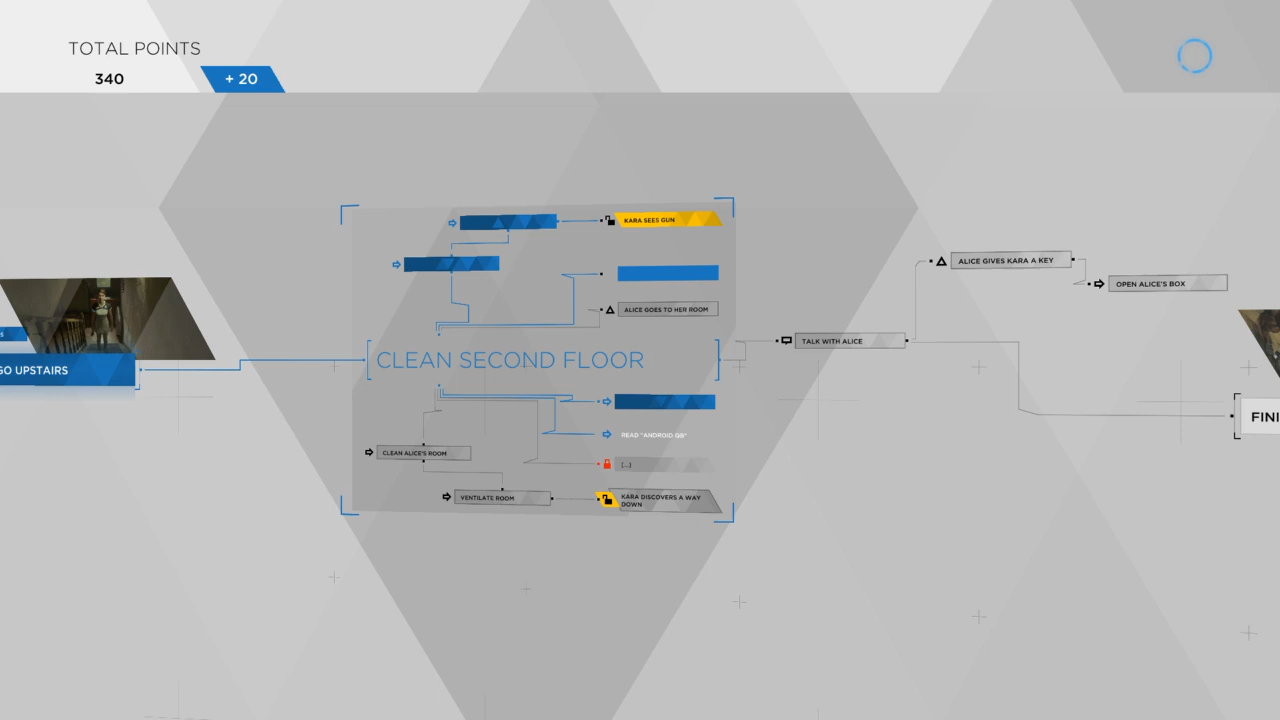 TOTAL POINTS
340
+ 20
KARA SEES GUN
ALICE GOES TO HER ROOM
CLEAN SECOND FLOOR
GO UPSTAIRS
S
TALK WITH ALICE
ALICE GIVES KARA A KEY
OPEN ALICE'S BOX
FINI
READ "ANDROID GB"
CLEAN ALICE'S ROOM
(...)
VENTILATE ROOM
KARA DISCOVERS A WAY
DOWN